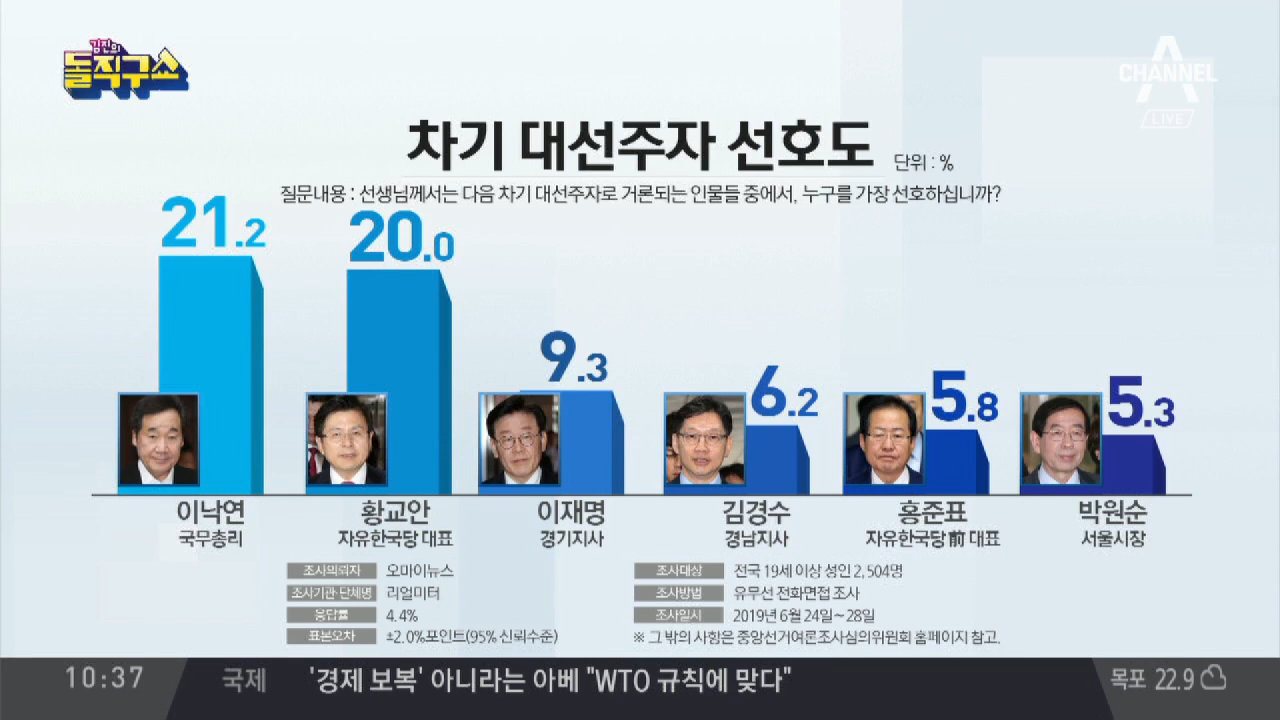 김진의
돌직구쇼
CHANNEL A
LIVE
차기 대선주자 선호도 단위 : %
질문내용 : 선생님께서는 다음 차기 대선주자로 거론되는 인물들 중에서, 누구를 가장 선호하십니까?
21.2 20.0 9.3 6.2 5.8 5.3
이낙연 황교안 이재명 김경수 홍준표 박원순
국무총리 자유한국당 대표 경기지사 경남지사 자유한국당 前 대표 서울시장
조사의뢰자 오마이뉴스 조사대상 전국 19세 이상 성인 2,504명
조사기관·단체명 리얼미터 조사방법 유무선 전화면접 조사
응답률 4.4% 조사일시 2019년 6월 24일~28일
표본오차 ±2.0%포인트(95% 신뢰수준) ※ 그 밖의 사항은 중앙선거여론조사심의위원회 홈페이지 참고.
10:37 국제 '경제 보복' 아니라는 아베 "WTO 규칙에 맞다" 목포 22.9